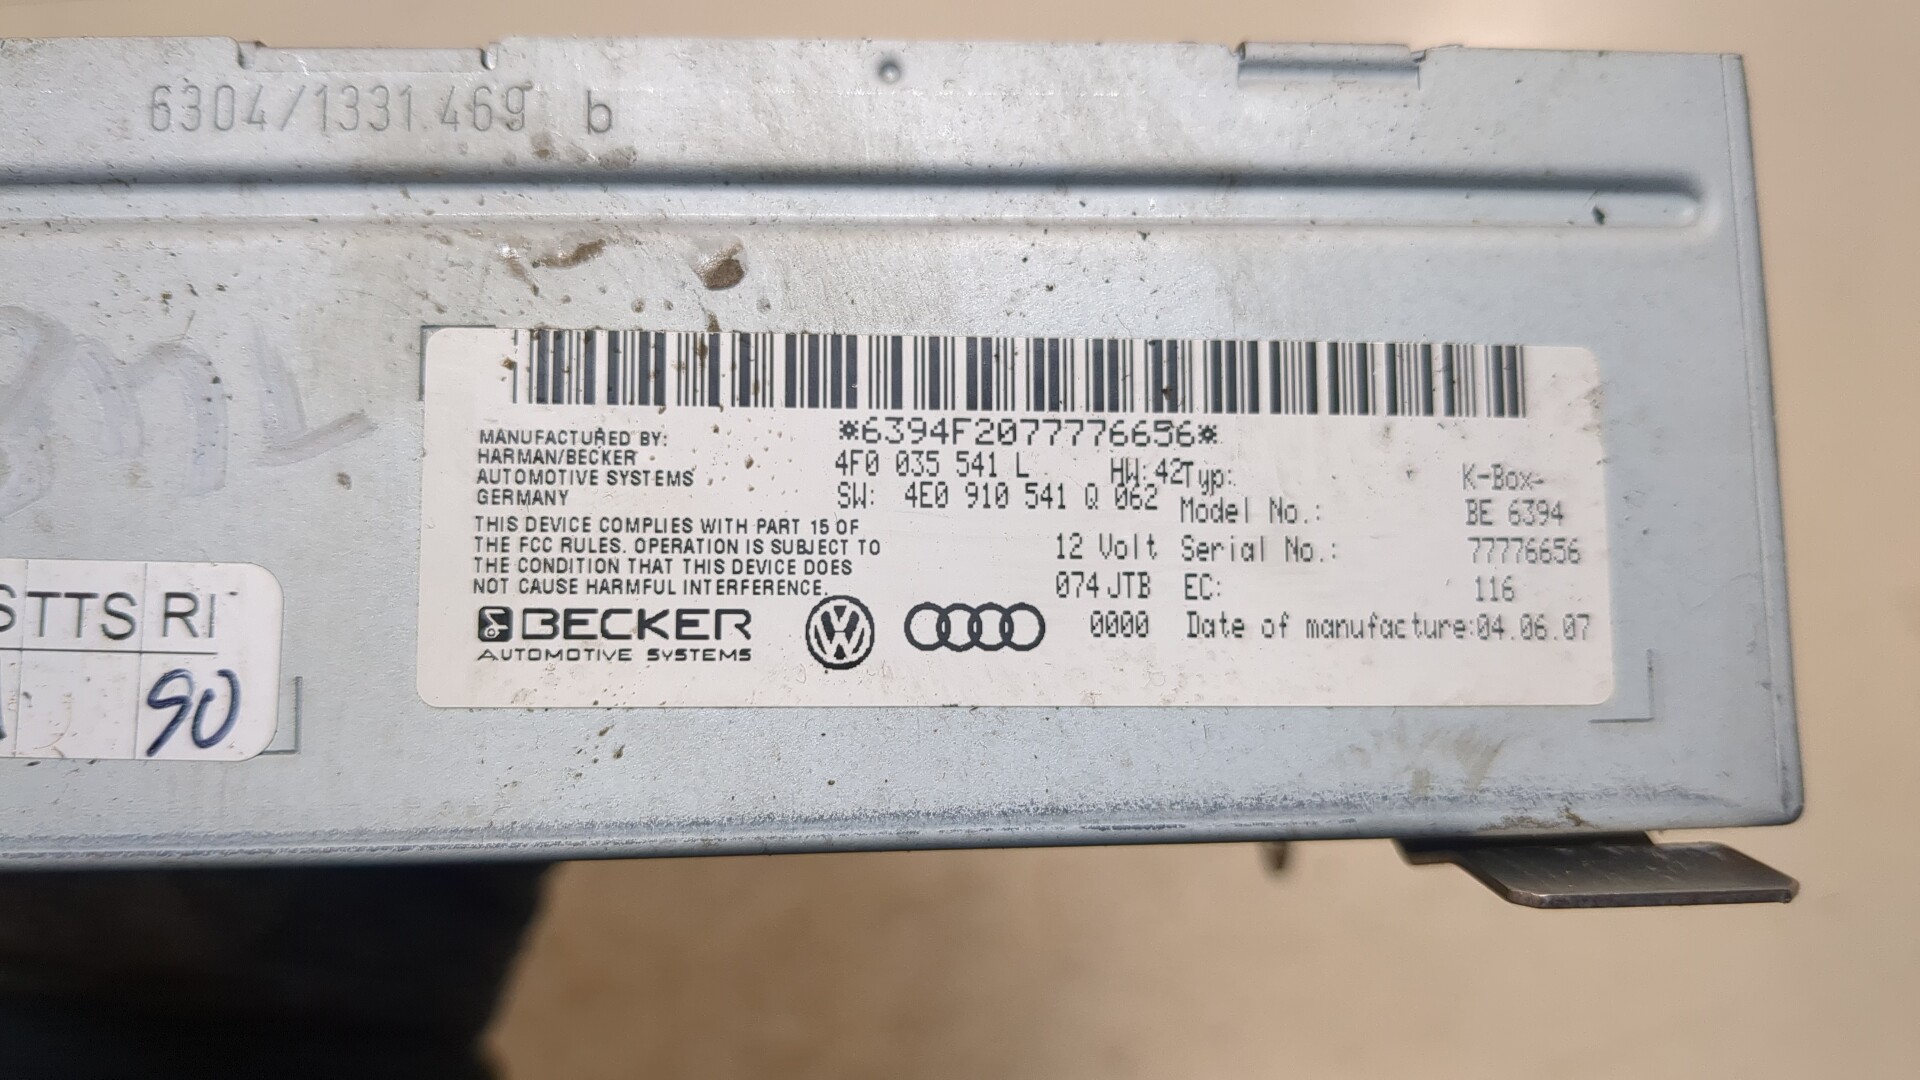 6304/1331.469 b
*6394F2077776656*
MANUFACTURED BY:
HARMAN/BECKER
AUTOMOTIVE SYSTEMS
GERMANY
THIS DEVICE COMPLIES WITH PART 15 OF
THE FCC RULES. OPERATION IS SUBJECT TO
THE CONDITION THAT THIS DEVICE DOES
NOT CAUSE HARMFUL INTERFERENCE.
BECKER
AUTOMOTIVE SYSTEMS
4F0 035 541 L HW:42
SW: 4E0 910 541 Q 062
12 Volt
074 JTB
0000
Typ: K-Box-
Model No.: BE 6394
Serial No.: 77776656
EC: 116
Date of manufacture:04.06.07
STTS RI
90